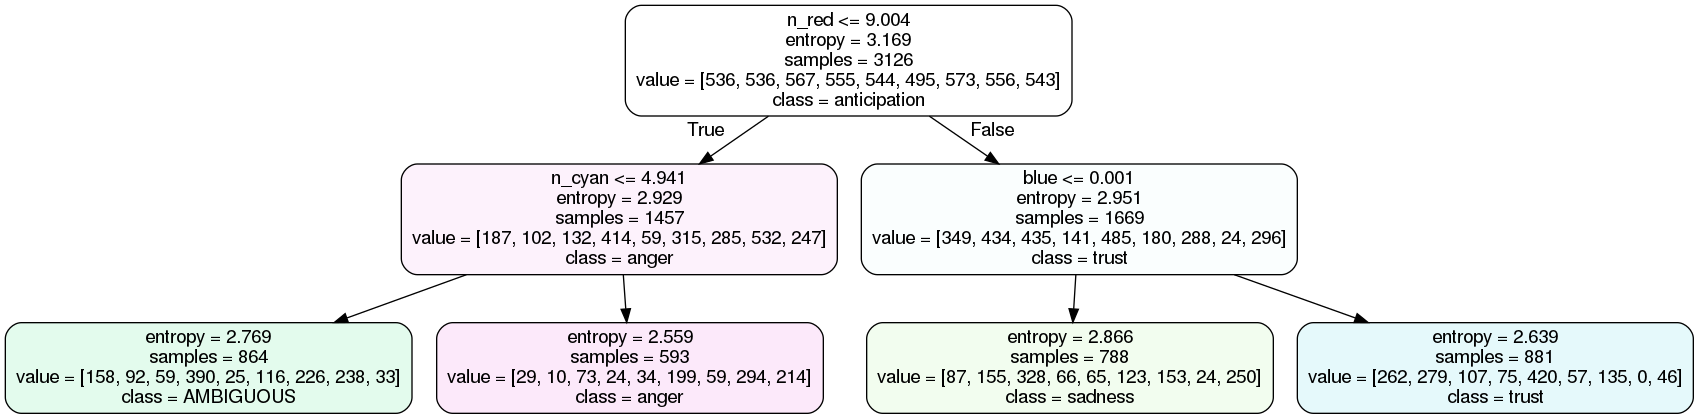 n_red <= 9.004
entropy = 3.169
samples = 3126
value = [536, 536, 567, 555, 544, 495, 573, 556, 543]
class = anticipation
True
False
n_cyan <= 4.941
entropy = 2.929
samples = 1457
value = [187, 102, 132, 414, 59, 315, 285, 532, 247]
class = anger
blue <= 0.001
entropy = 2.951
samples = 1669
value = [349, 434, 435, 141, 485, 180, 288, 24, 296]
class = trust
entropy = 2.769
samples = 864
value = [158, 92, 59, 390, 25, 116, 226, 238, 33]
class = AMBIGUOUS
entropy = 2.559
samples = 593
value = [29, 10, 73, 24, 34, 199, 59, 294, 214]
class = anger
entropy = 2.866
samples = 788
value = [87, 155, 328, 66, 65, 123, 153, 24, 250]
class = sadness
entropy = 2.639
samples = 881
value = [262, 279, 107, 75, 420, 57, 135, 0, 46]
class = trust